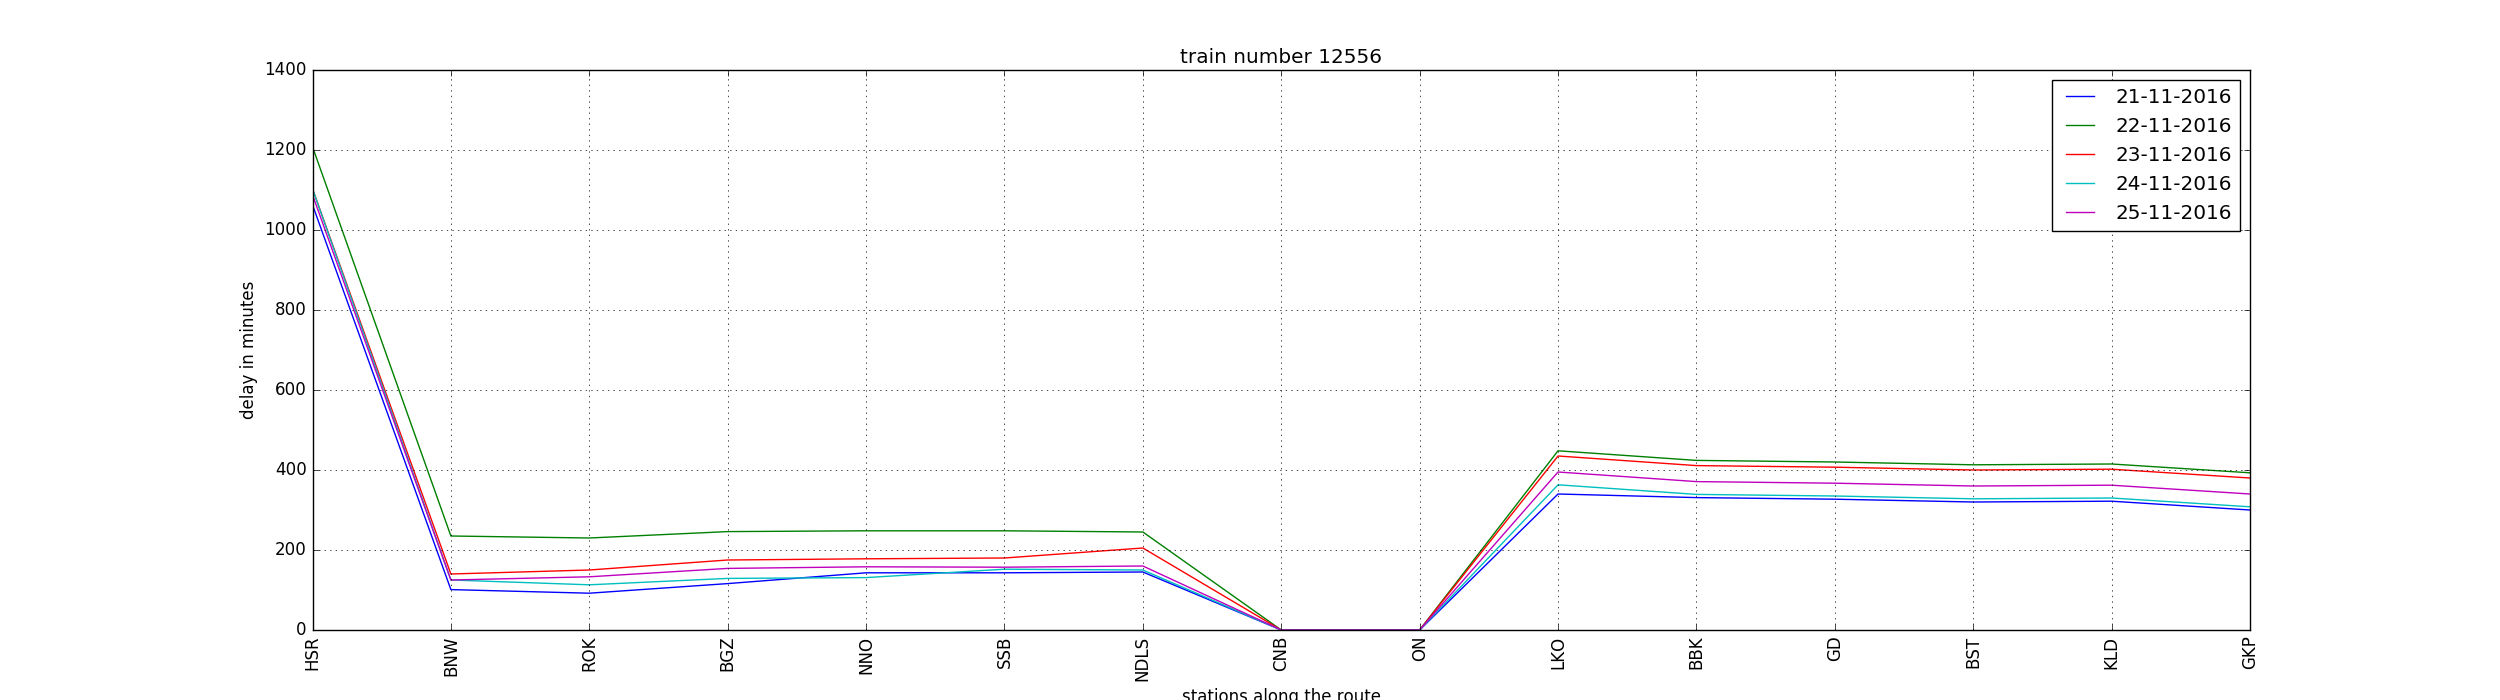 train number 12556
1400
1200
1000
800
600
400
200
0
delay in minutes
21-11-2016
22-11-2016
23-11-2016
24-11-2016
25-11-2016
HSR
BNW
ROK
BGZ
NNO
SSB
NDLS
CNB
ON
LKO
BBK
GD
BST
KLD
GKP
stations along the route